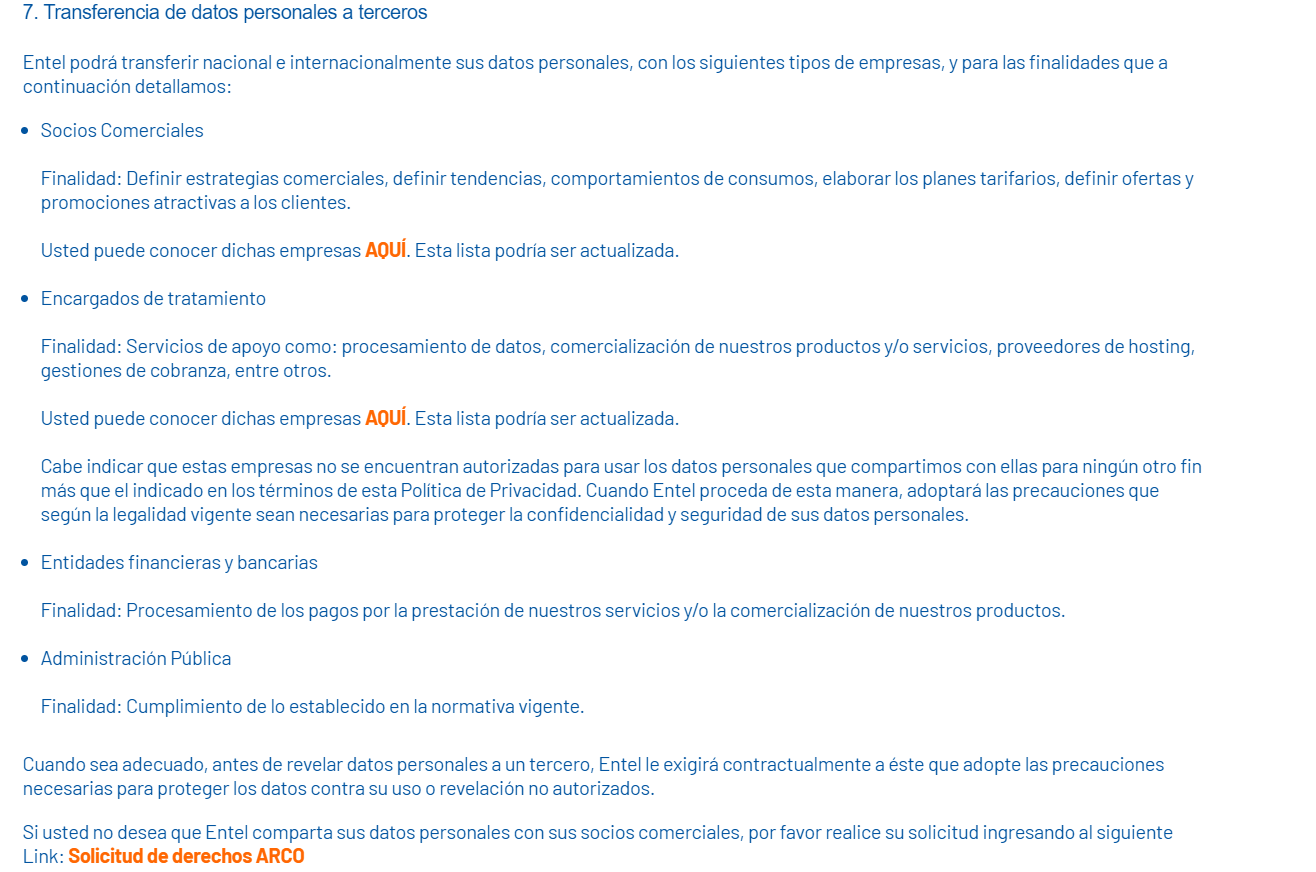 7. Transferencia de datos personales a terceros
Entel podrá transferir nacional e internacionalmente sus datos personales, con los siguientes tipos de empresas, y para las finalidades que a
continuación detallamos:
• Socios Comerciales
Finalidad: Definir estrategias comerciales, definir tendencias, comportamientos de consumos, elaborar los planes tarifarios, definir ofertas y
promociones atractivas a los clientes.
Usted puede conocer dichas empresas AQUÍ. Esta lista podría ser actualizada.
• Encargados de tratamiento
Finalidad: Servicios de apoyo como: procesamiento de datos, comercialización de nuestros productos y/o servicios, proveedores de hosting,
gestiones de cobranza, entre otros.
Usted puede conocer dichas empresas AQUÍ. Esta lista podría ser actualizada.
Cabe indicar que estas empresas no se encuentran autorizadas para usar los datos personales que compartimos con ellas para ningún otro fin
más que el indicado en los términos de esta Política de Privacidad. Cuando Entel proceda de esta manera, adoptará las precauciones que
según la legalidad vigente sean necesarias para proteger la confidencialidad y seguridad de sus datos personales.
• Entidades financieras y bancarias
Finalidad: Procesamiento de los pagos por la prestación de nuestros servicios y/o la comercialización de nuestros productos.
• Administración Pública
Finalidad: Cumplimiento de lo establecido en la normativa vigente.
Cuando sea adecuado, antes de revelar datos personales a un tercero, Entel le exigirá contractualmente a éste que adopte las precauciones
necesarias para proteger los datos contra su uso o revelación no autorizados.
Si usted no desea que Entel comparta sus datos personales con sus socios comerciales, por favor realice su solicitud ingresando al siguiente
Link: Solicitud de derechos ARCO